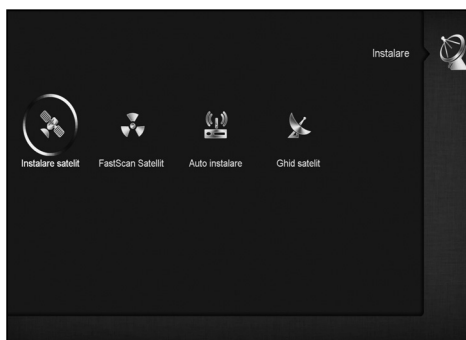 Instalare
Instalare satelit
FastScan Satellit
Auto instalare
Ghid satelit